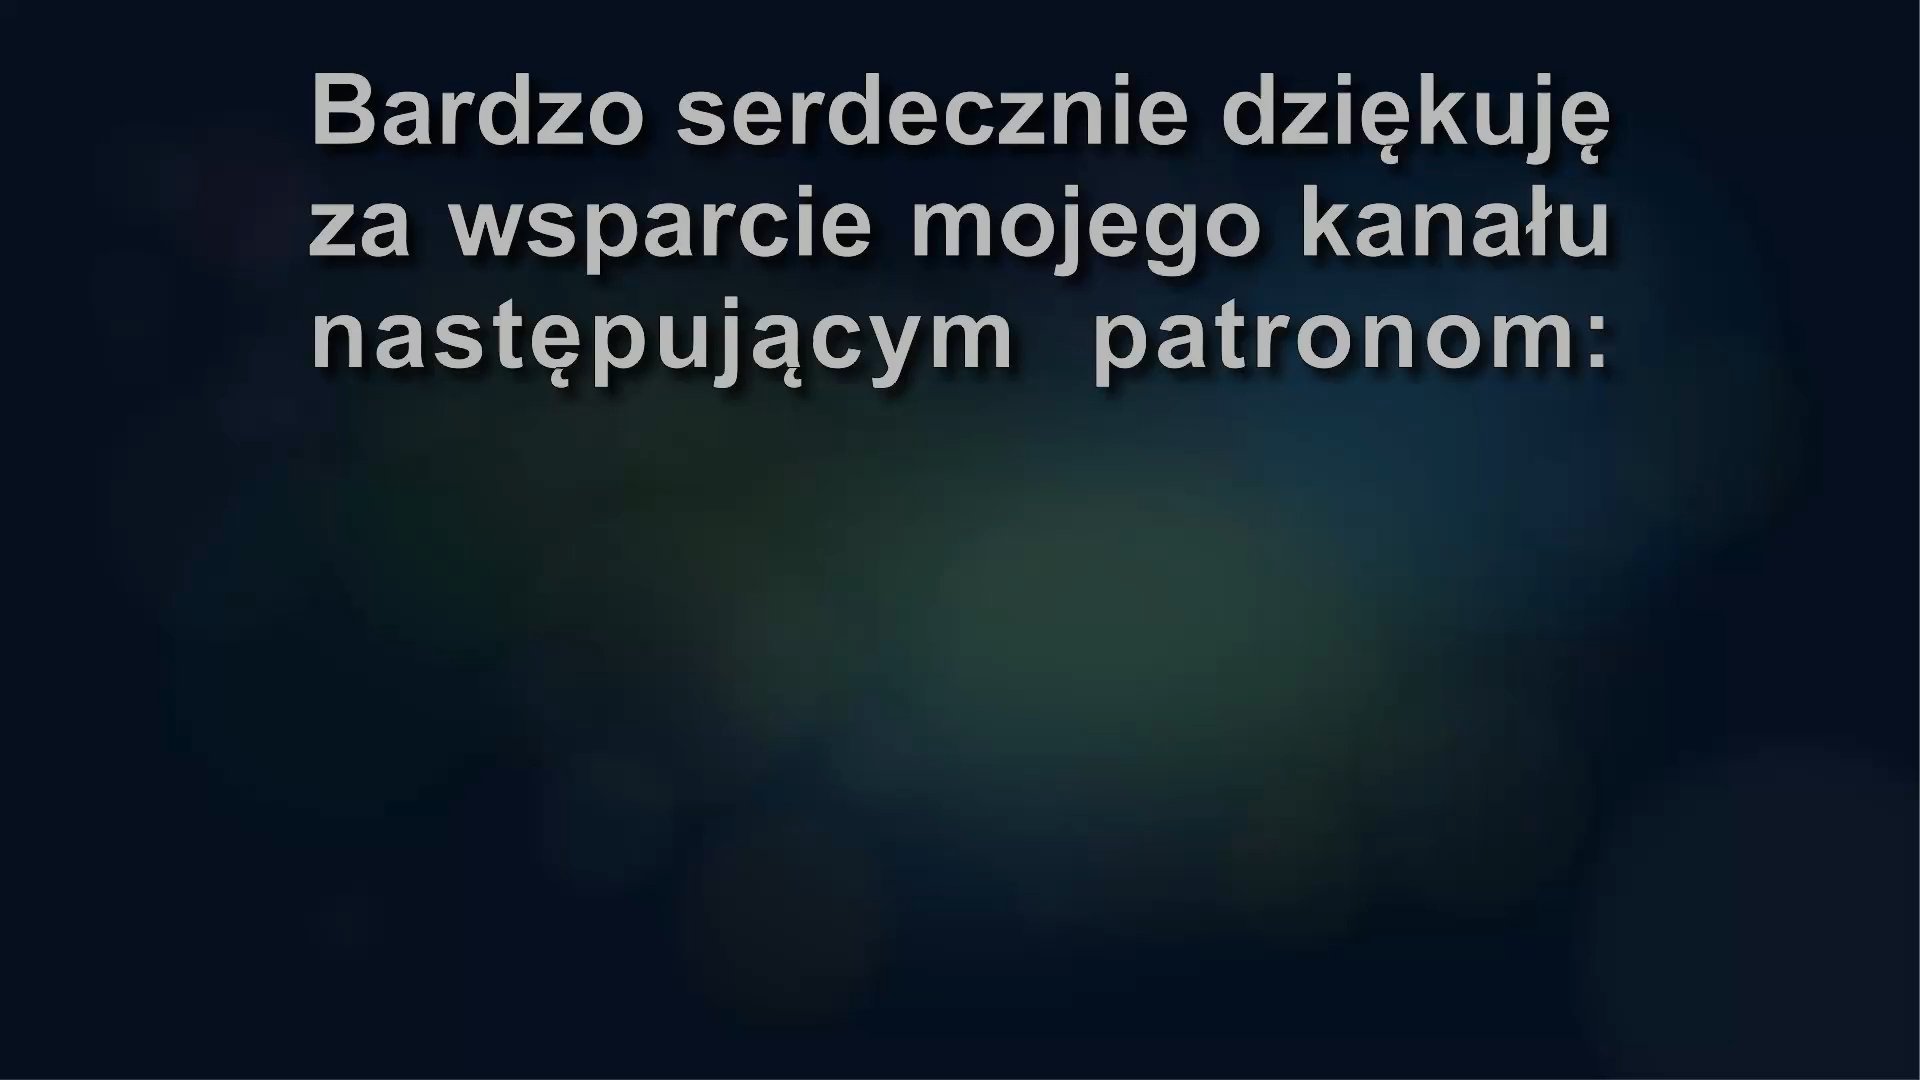 Bardzo serdecznie dziękuję
za wsparcie mojego kanału
następującym patronom: